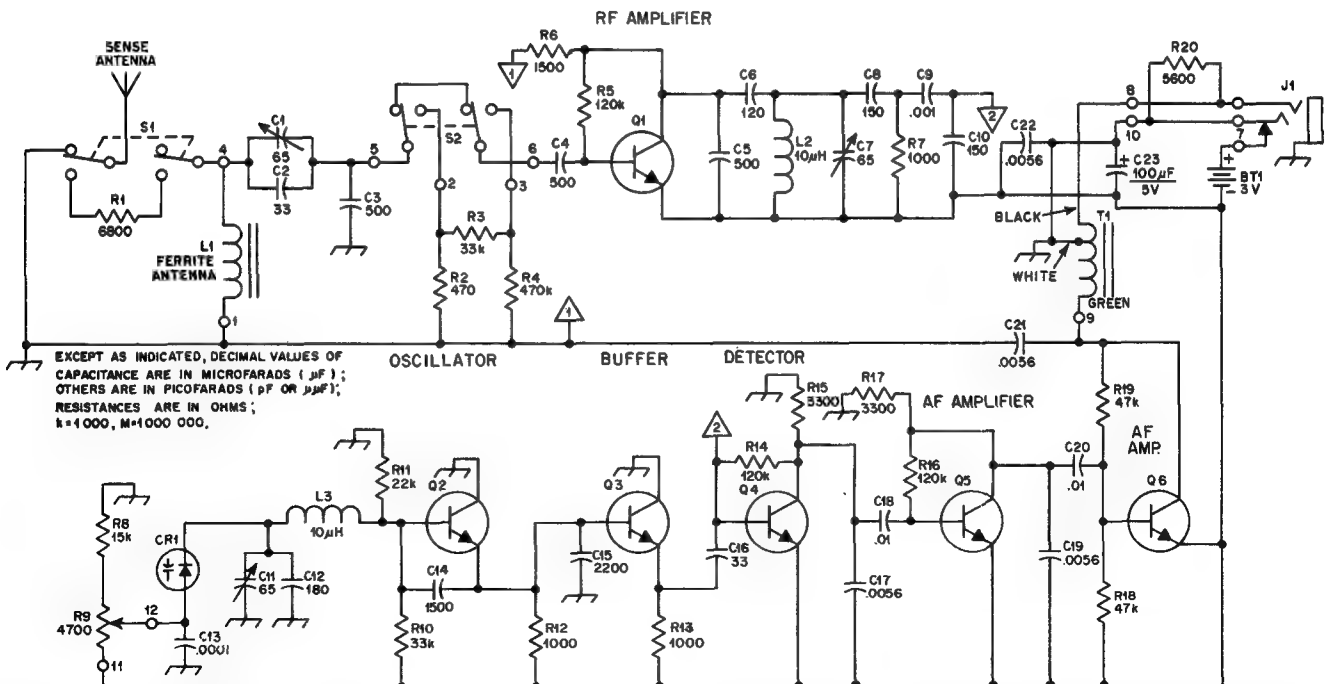 RF AMPLIFIER
SENSE
ANTENNA
S1
R1
6800
4
C1
65
C2
33
L1
FERRITE
ANTENNA
1
C3
500
5
S2
2
3
R3
33k
R2
470
R4
470k
6
C4
500
1
R6
1500
R5
120k
Q1
C5
500
C6
120
L2
10μH
C7
65
C8
150
R7
1000
C9
.001
C10
150
2
C22
.0056
R20
5600
J1
8
10
7
+
C23
100μF
5V
+
BT1
3V
-
BLACK
T1
WHITE
GREEN
9
1
C21
.0056
EXCEPT AS INDICATED, DECIMAL VALUES OF
CAPACITANCE ARE IN MICROFARADS ( μF ) ;
OTHERS ARE IN PICOFARADS ( pF OR μμF);
RESISTANCES ARE IN OHMS ;
k=1000, M=1000 000.
OSCILLATOR
BUFFER
DETECTOR
AF AMPLIFIER
AF
AMP.
R8
15k
CR1
R9
4700
12
11
C13
.0001
C11
65
C12
180
L3
10μH
R11
22k
Q2
C14
1500
R10
33k
R12
1000
Q3
C15
2200
R13
1000
2
R14
120k
R15
3300
Q4
C16
33
R17
3300
C17
.0056
C18
.01
R16
120k
Q5
C19
.0056
C20
.01
R19
47k
R18
47k
Q6